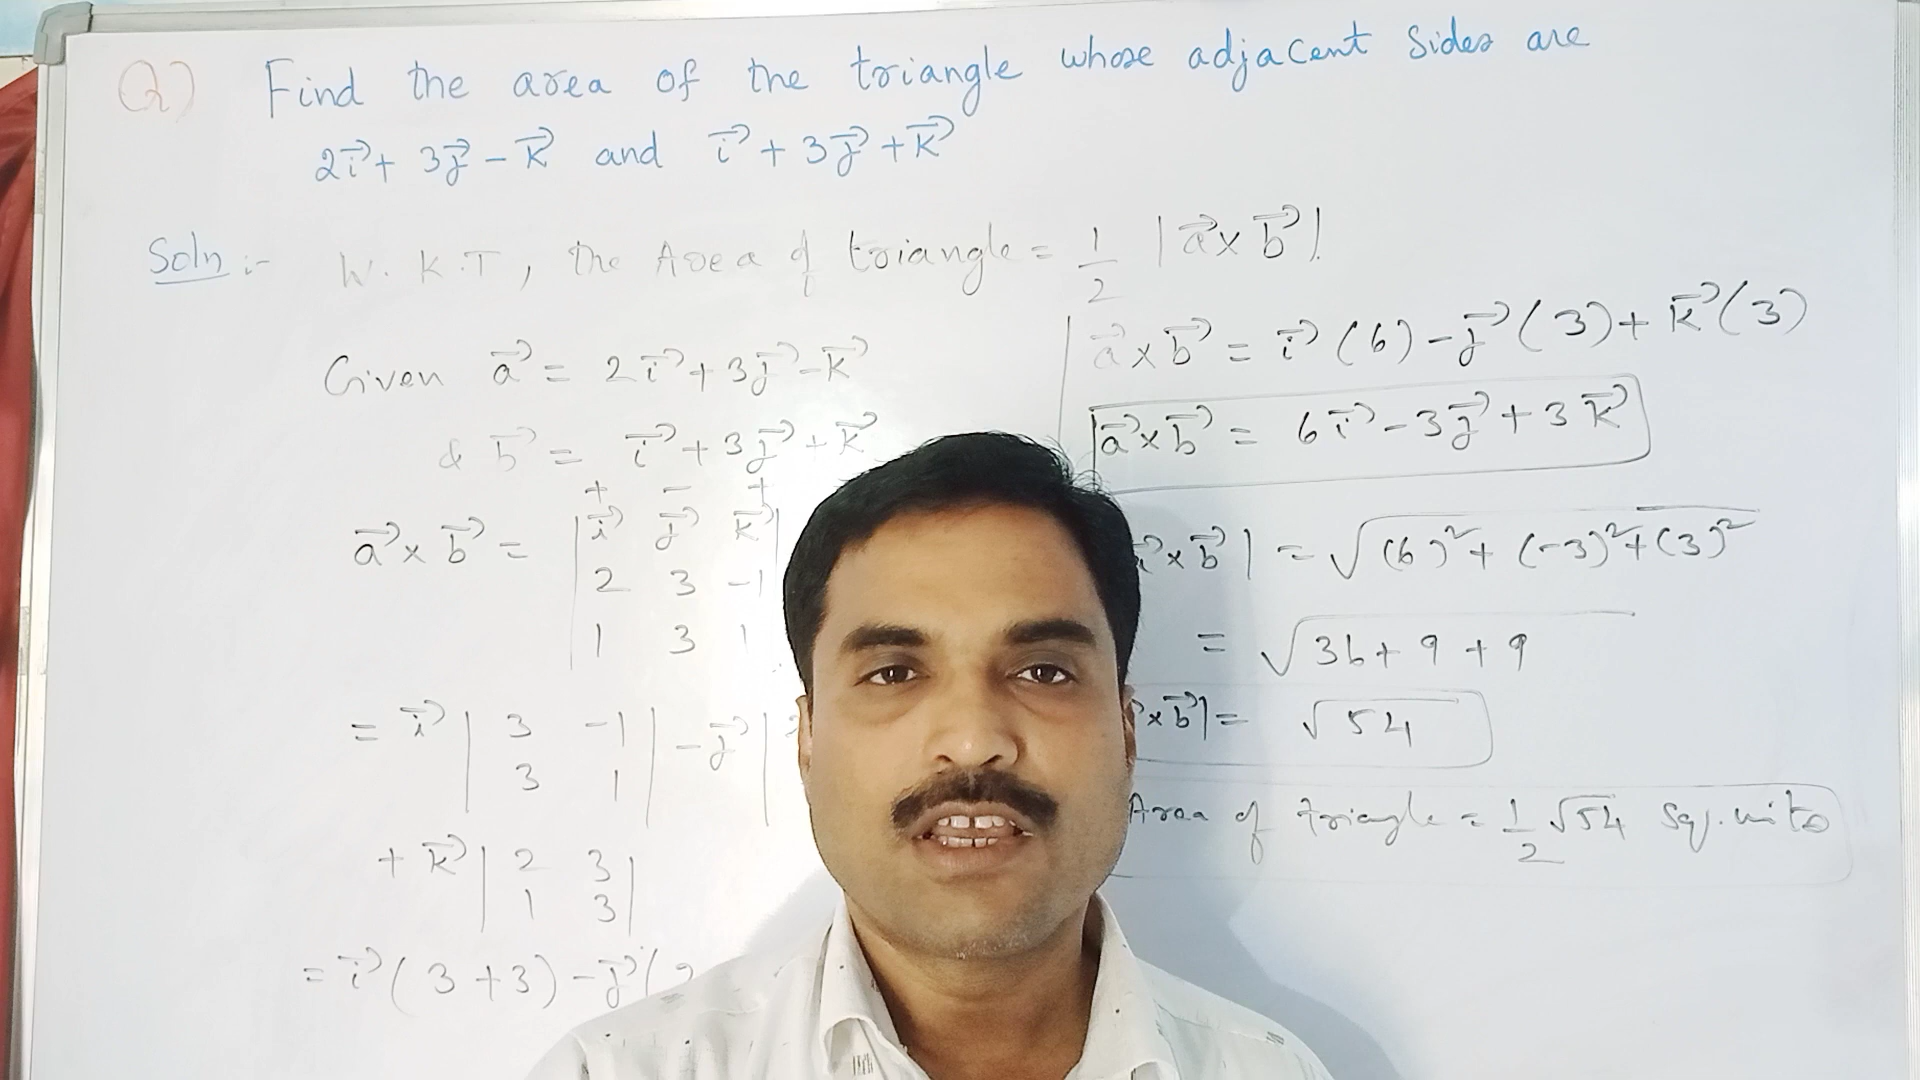 Q) Find the area of the triangle whose adjacent sides are
2i⃗ + 3j⃗ - k⃗ and i⃗ + 3j⃗ + k⃗
Soln :- W.K.T, the Area of triangle = 1/2 |a⃗ x b⃗|.
Given a⃗ = 2i⃗ + 3j⃗ - k⃗
& b⃗ = i⃗ + 3j⃗ + k⃗
+ - +
a⃗ x b⃗ = | i⃗ j⃗ k⃗ |
2 3 -1
1 3 1
= i⃗ | 3 -1 | - j⃗ |
3 1
+ k⃗ | 2 3 |
1 3
= i⃗ (3+3) - j⃗ (
a⃗ x b⃗ = i⃗ (6) - j⃗ (3) + k⃗ (3)
a⃗ x b⃗ = 6i⃗ - 3j⃗ + 3k⃗
x b⃗ | = √(6)² + (-3)² + (3)²
= √36 + 9 + 9
x b⃗ | = √54
Area of triangle = 1/2 √54 sq. units